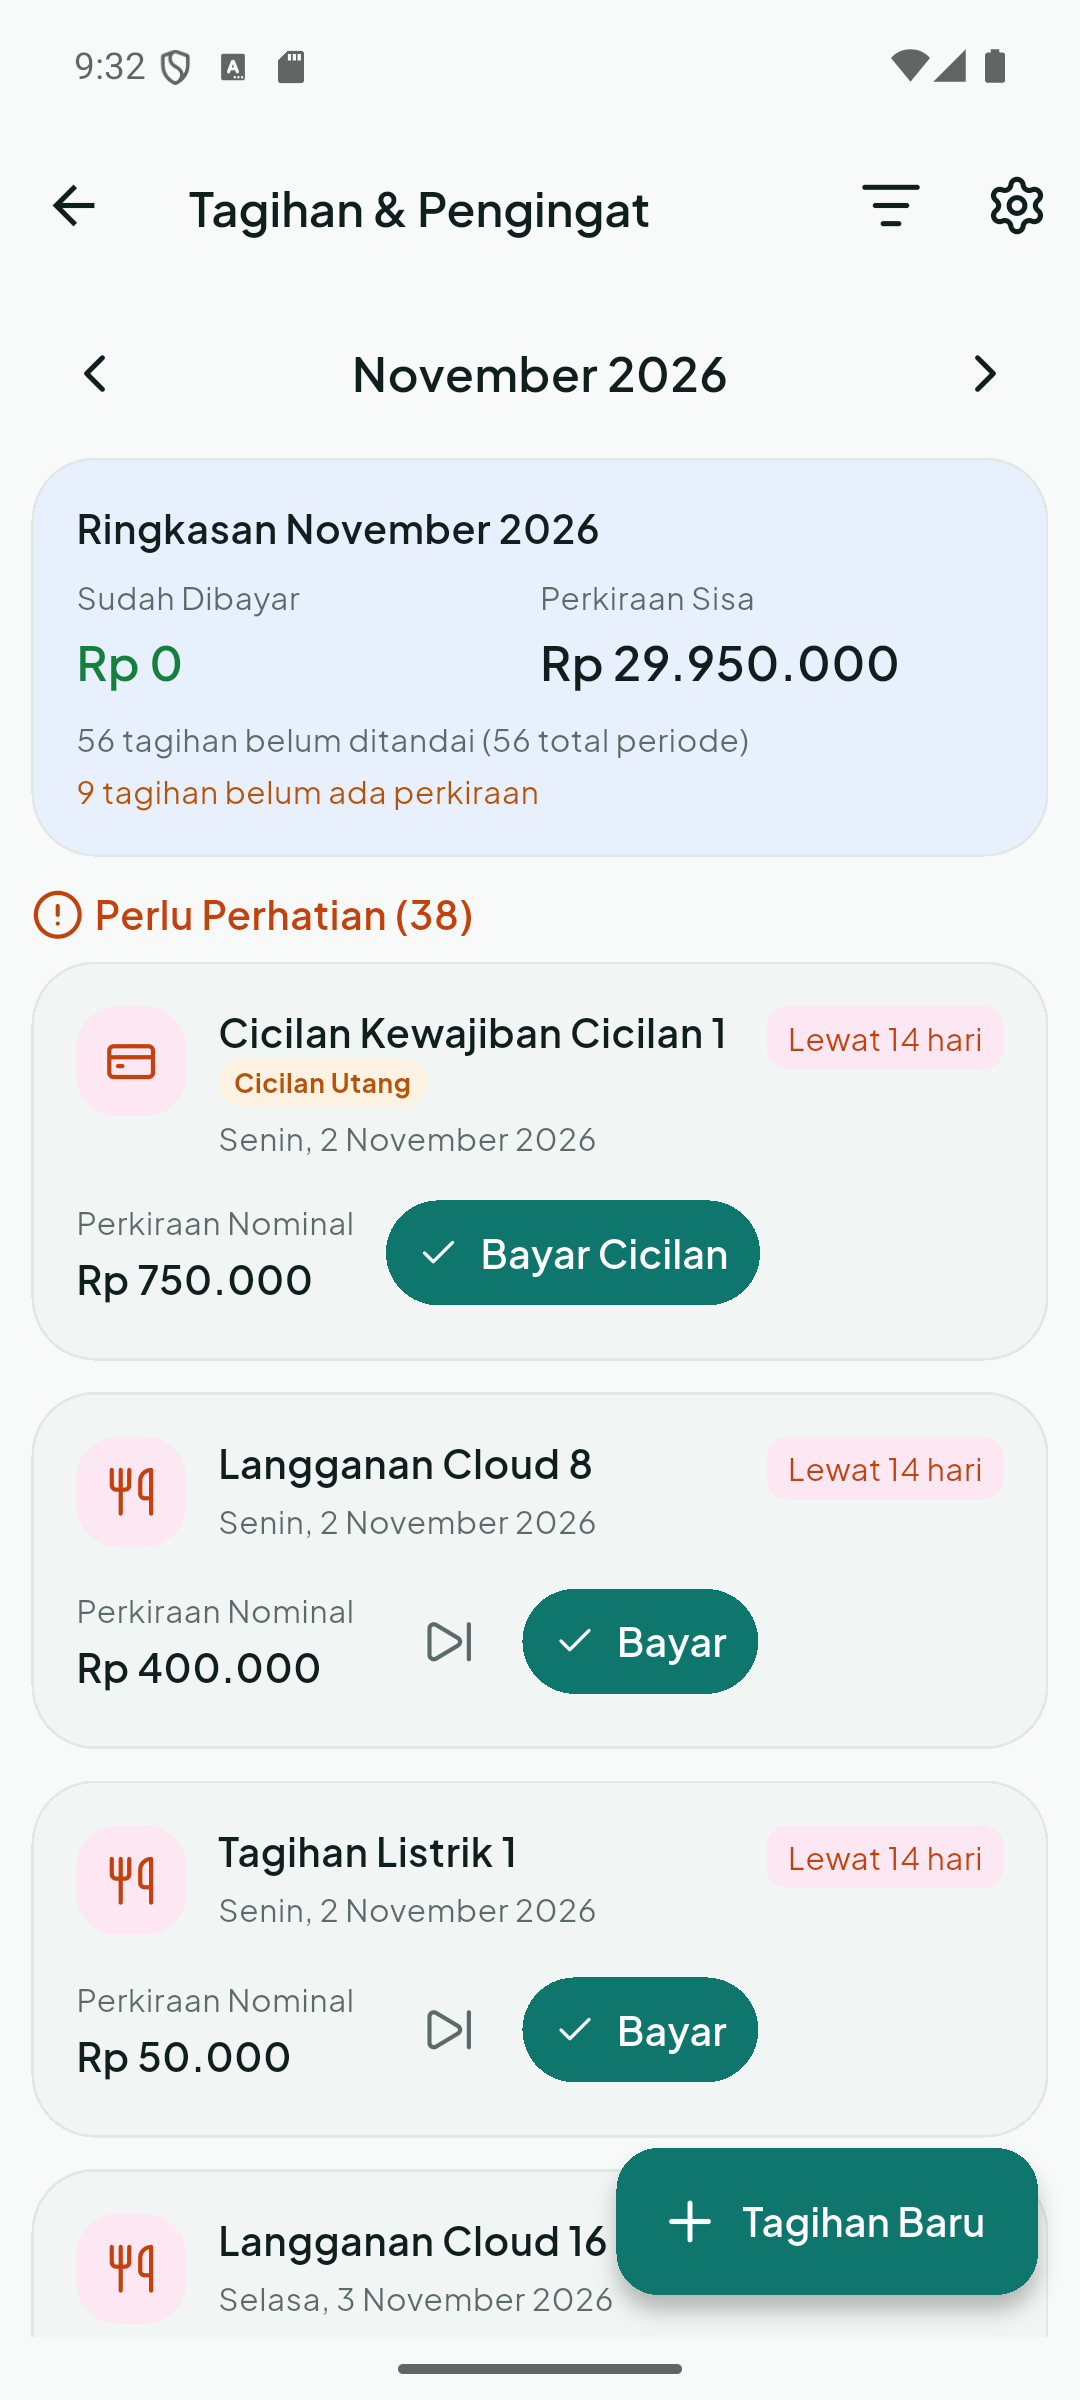 9:32
Tagihan & Pengingat
November 2026
Ringkasan November 2026
Sudah Dibayar
Perkiraan Sisa
Rp 0
Rp 29.950.000
56 tagihan belum ditandai (56 total periode)
9 tagihan belum ada perkiraan
Perlu Perhatian (38)
Cicilan Kewajiban Cicilan 1
Lewat 14 hari
Cicilan Utang
Senin, 2 November 2026
Perkiraan Nominal
Rp 750.000
Bayar Cicilan
Langganan Cloud 8
Lewat 14 hari
Senin, 2 November 2026
Perkiraan Nominal
Rp 400.000
Bayar
Tagihan Listrik 1
Lewat 14 hari
Senin, 2 November 2026
Perkiraan Nominal
Rp 50.000
Bayar
Langganan Cloud 16
Selasa, 3 November 2026
Tagihan Baru